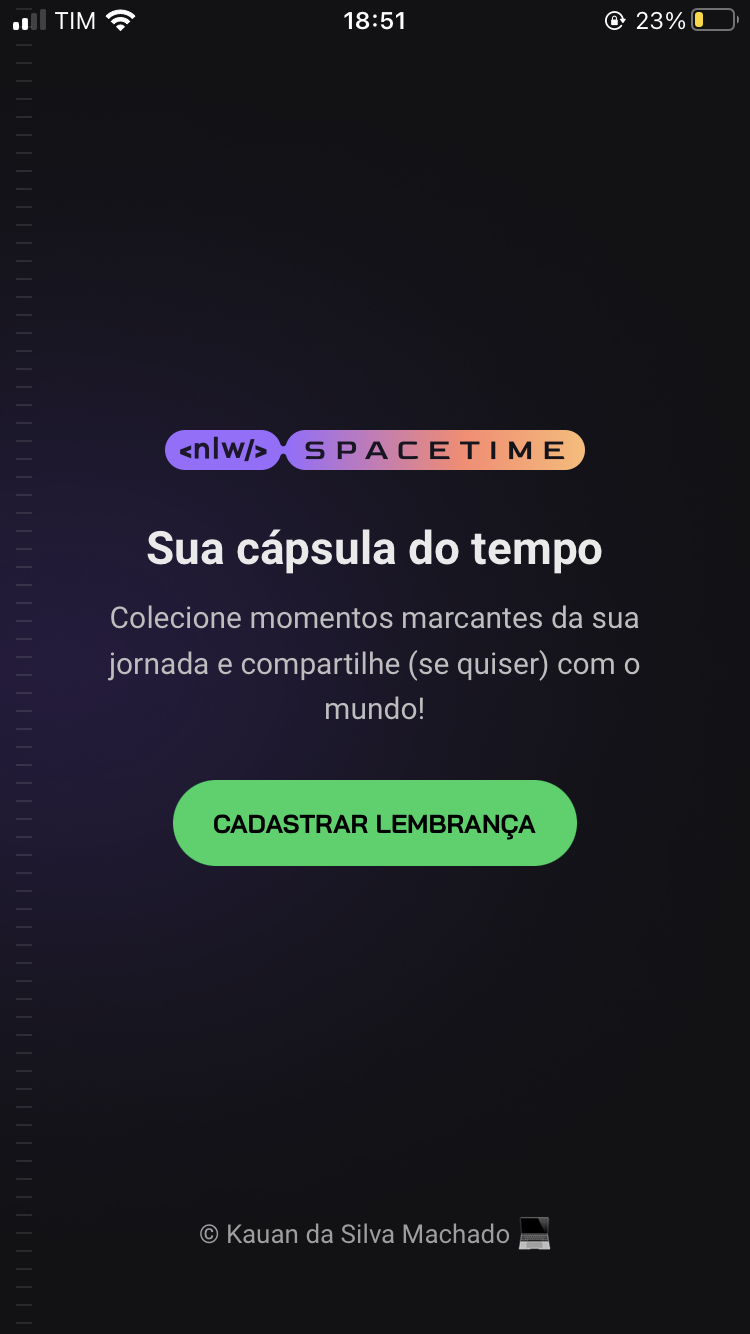 TIM 18:51 23%
<nlw/> SPACETIME
Sua cápsula do tempo
Colecione momentos marcantes da sua
jornada e compartilhe (se quiser) com o
mundo!
CADASTRAR LEMBRANÇA
© Kauan da Silva Machado 💻